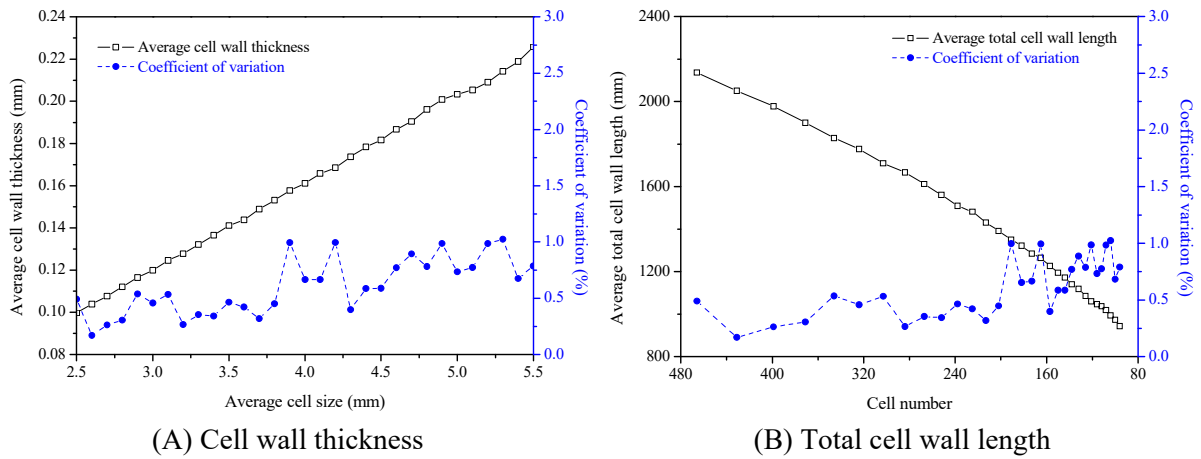 Average cell wall thickness (mm)
0.24
0.22
0.20
0.18
0.16
0.14
0.12
0.10
0.08
Average cell wall thickness
Coefficient of variation
3.0
2.5
2.0
1.5
1.0
0.5
0.0
Coefficient of variation (%)
2.5 3.0 3.5 4.0 4.5 5.0 5.5
Average cell size (mm)
(A) Cell wall thickness
Average total cell wall length (mm)
2400
2000
1600
1200
800
Average total cell wall length
Coefficient of variation
3.0
2.5
2.0
1.5
1.0
0.5
0.0
Coefficient of variation (%)
480 400 320 240 160 80
Cell number
(B) Total cell wall length